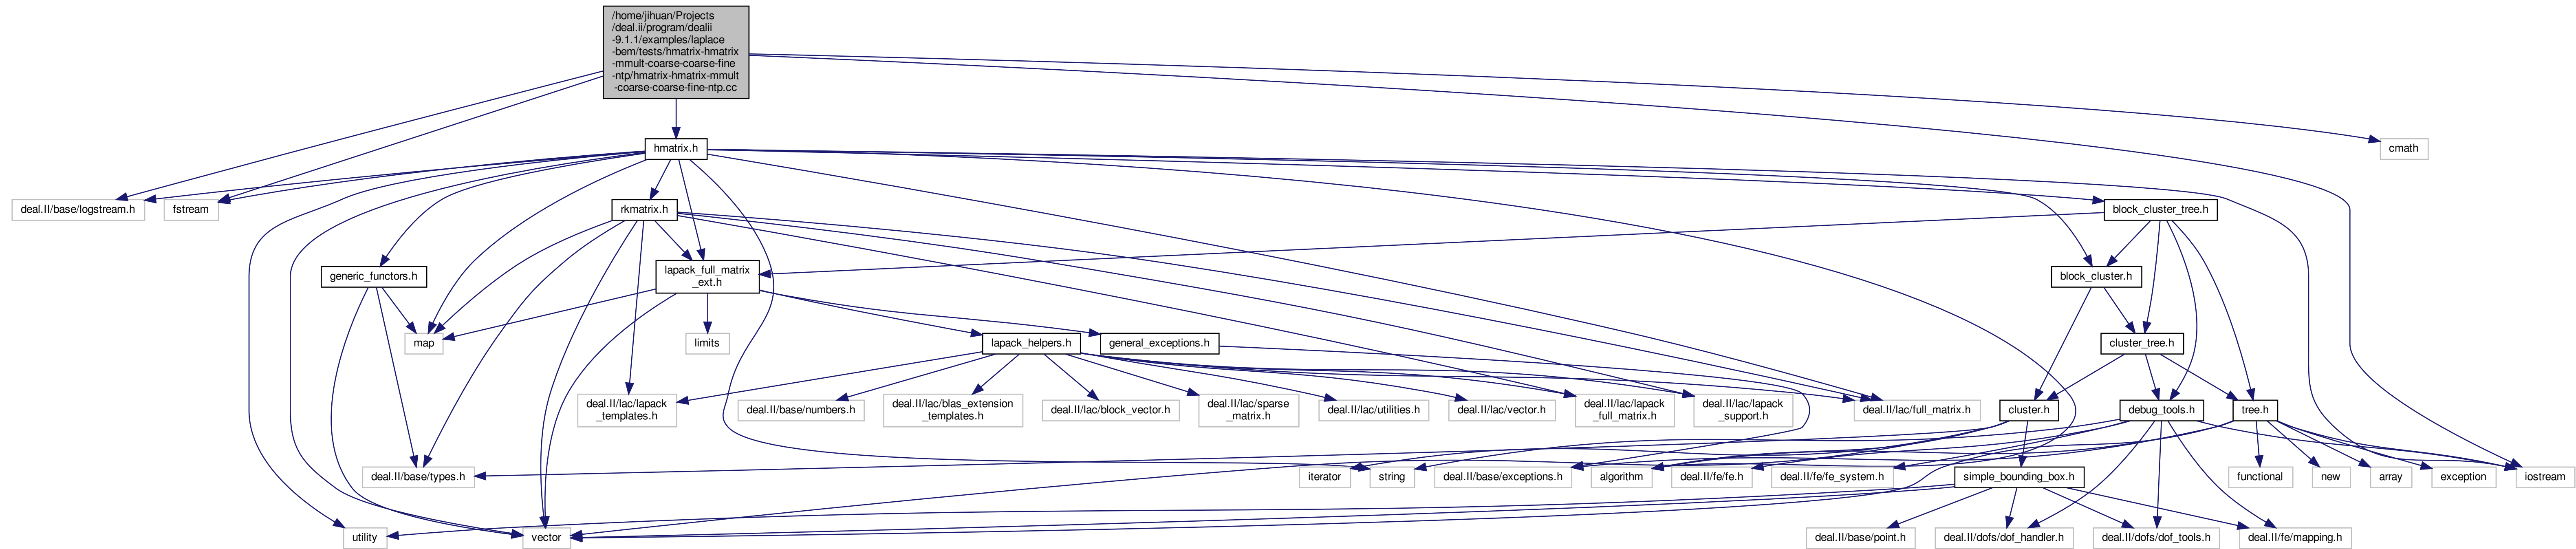 /home/jihuan/Projects
/deal.ii/program/dealii
-9.1.1/examples/laplace
-bem/tests/hmatrix-hmatrix
-mmult-coarse-coarse-fine
-ntp/hmatrix-hmatrix-mmult
-coarse-coarse-fine-ntp.cc
hmatrix.h
cmath
deal.II/base/logstream.h
fstream
rkmatrix.h
block_cluster_tree.h
generic_functors.h
lapack_full_matrix
_ext.h
block_cluster.h
map
limits
lapack_helpers.h
general_exceptions.h
cluster_tree.h
deal.II/lac/lapack
_templates.h
deal.II/base/numbers.h
deal.II/lac/blas_extension
_templates.h
deal.II/lac/block_vector.h
deal.II/lac/sparse
_matrix.h
deal.II/lac/utilities.h
deal.II/lac/vector.h
deal.II/lac/lapack
_full_matrix.h
deal.II/lac/lapack
_support.h
deal.II/lac/full_matrix.h
cluster.h
debug_tools.h
tree.h
deal.II/base/types.h
iterator
string
deal.II/base/exceptions.h
algorithm
deal.II/fe/fe.h
deal.II/fe/fe_system.h
simple_bounding_box.h
functional
new
array
exception
iostream
utility
vector
deal.II/base/point.h
deal.II/dofs/dof_handler.h
deal.II/dofs/dof_tools.h
deal.II/fe/mapping.h